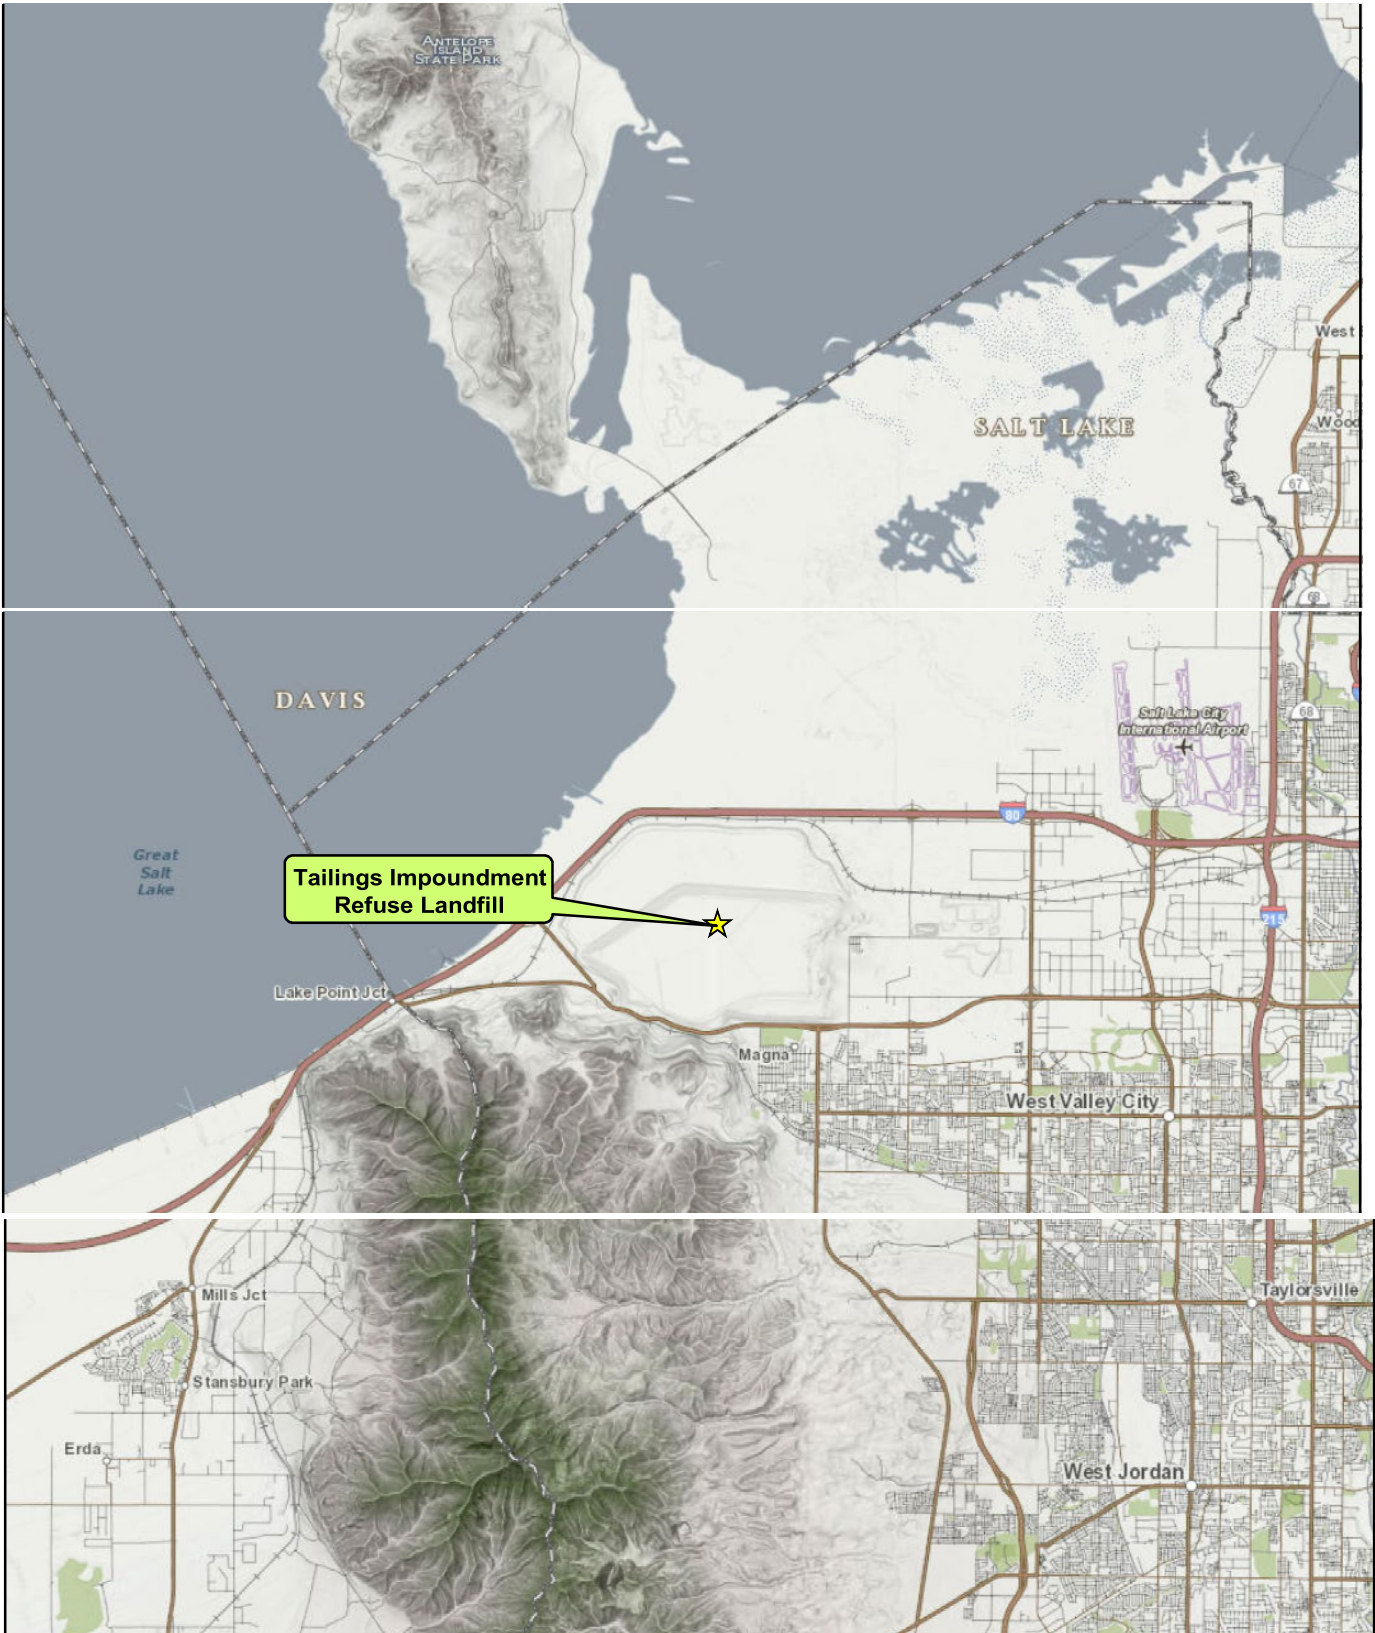 ANTELOPE
ISLAND
STATE PARK
West
SALT LAKE
Wood
67
68
DAVIS
Salt Lake City
International Airport
68
80
Great
Salt
Lake
Tailings Impoundment
Refuse Landfill
215
Lake Point Jct
Magna
West Valley City
Mills Jct
Taylorsville
Stansbury Park
Erda
West Jordan